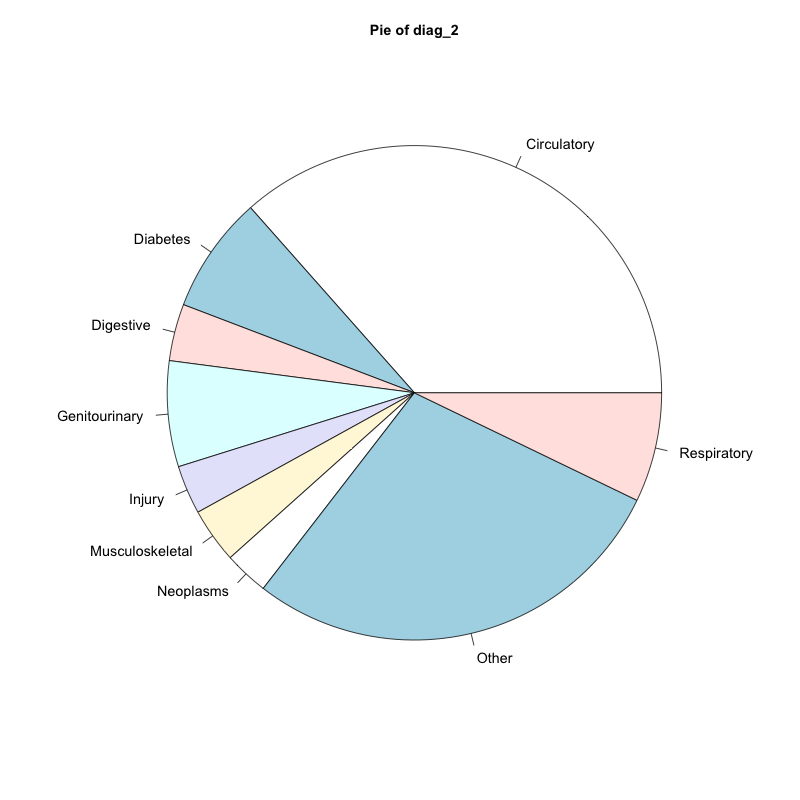 Pie of diag_2
Circulatory
Diabetes
Digestive
Genitourinary
Injury
Musculoskeletal
Neoplasms
Other
Respiratory